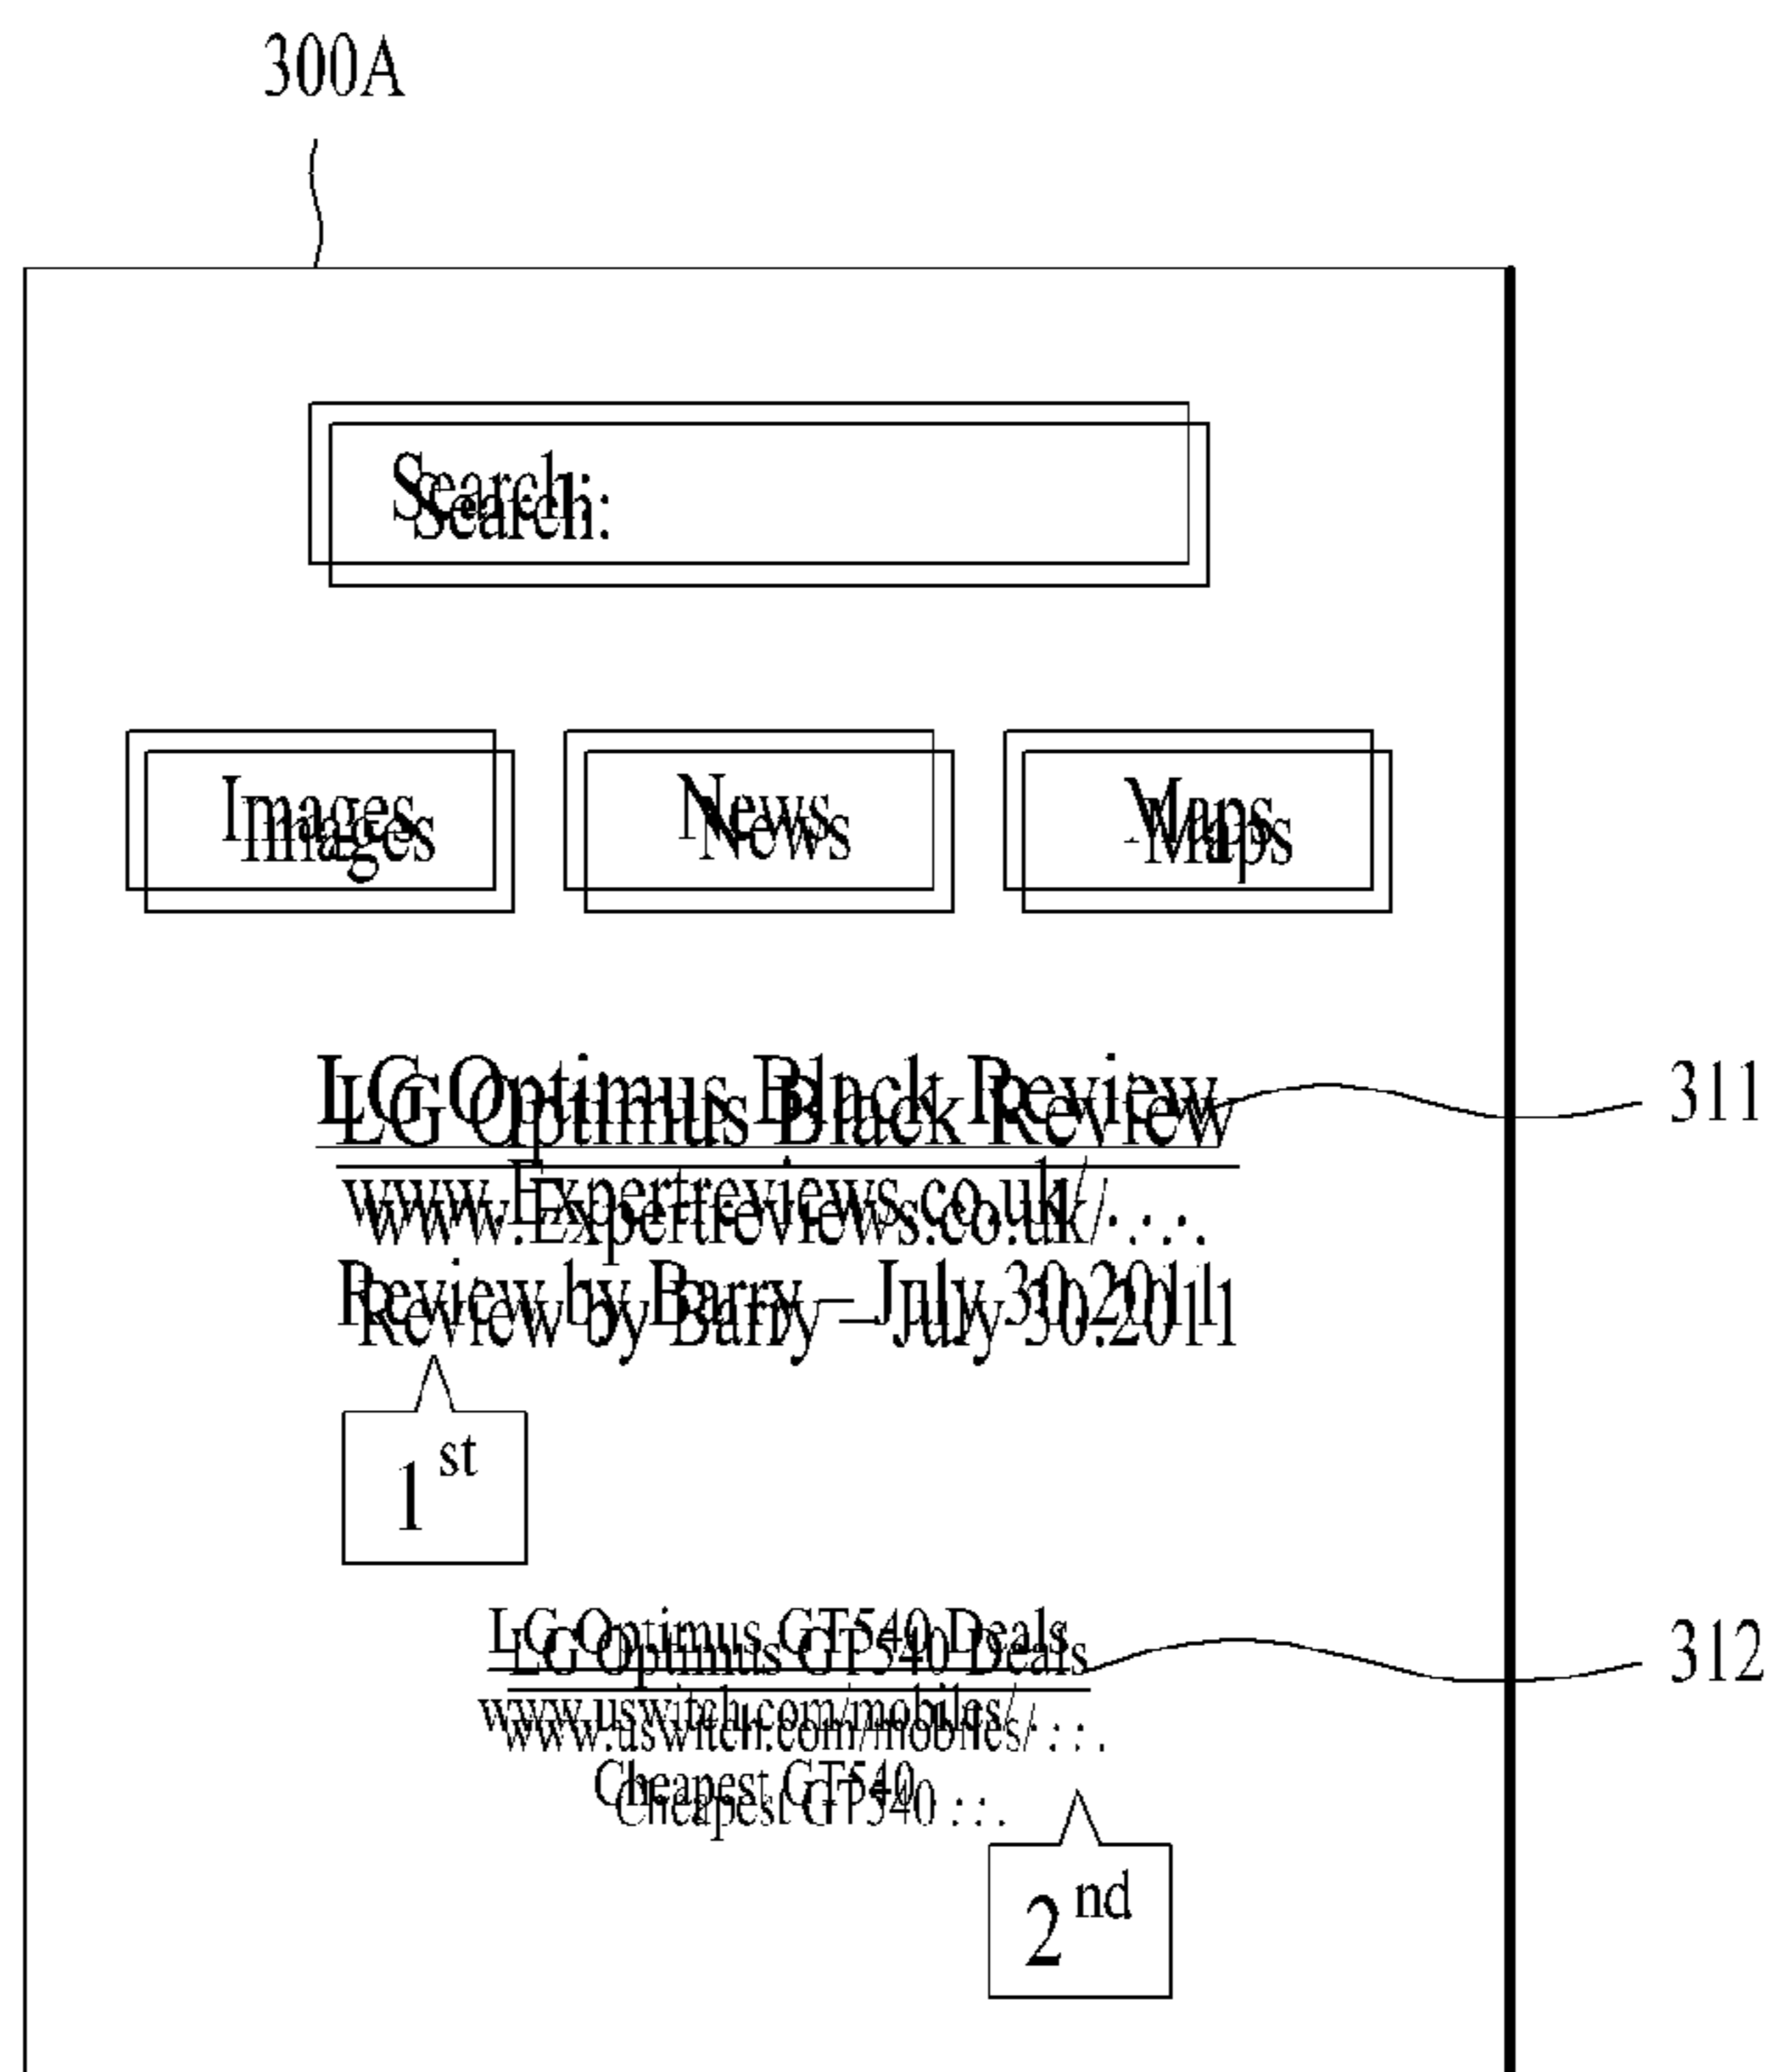 300A
Search:
Images News Maps
LG Optimus Black Review 311
www.Expertreviews.co.uk/. . .
Review by Barry – July 30.2011
1st
LG Optimus GT540 Deals 312
www.uswitch.com/mobiles/. . .
Cheapest GT540 . . .
2nd